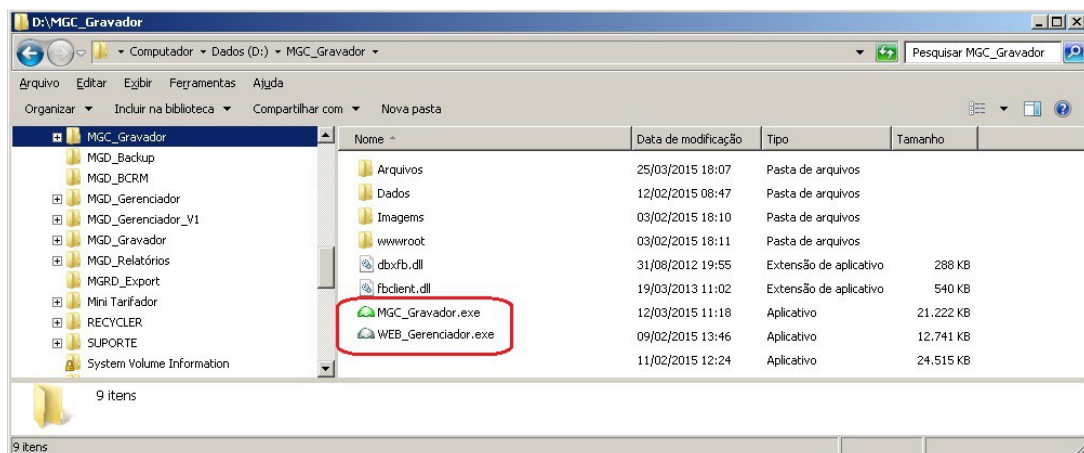 D:\MGC_Gravador
Computador Dados (D:) MGC_Gravador
Pesquisar MGC_Gravador
Arquivo Editar Exibir Ferramentas Ajuda
Organizar Incluir na biblioteca Compartilhar com Nova pasta
MGC_Gravador
MGD_Backup
MGD_BCRM
MGD_Gerenciador
MGD_Gerenciador_V1
MGD_Gravador
MGD_Relatórios
MGRD_Export
Mini Tarifador
RECYCLER
SUPORTE
System Volume Information
Nome Data de modificação Tipo Tamanho
Arquivos 25/03/2015 18:07 Pasta de arquivos
Dados 12/02/2015 08:47 Pasta de arquivos
Imagems 03/02/2015 18:10 Pasta de arquivos
wwwroot 03/02/2015 18:11 Pasta de arquivos
dbxfb.dll 31/08/2012 19:55 Extensão de aplicativo 288 KB
fbclient.dll 19/03/2013 11:02 Extensão de aplicativo 540 KB
MGC_Gravador.exe 12/03/2015 11:18 Aplicativo 21.222 KB
WEB_Gerenciador.exe 09/02/2015 13:46 Aplicativo 12.741 KB
11/02/2015 12:24 Aplicativo 24.515 KB
9 itens
9 itens